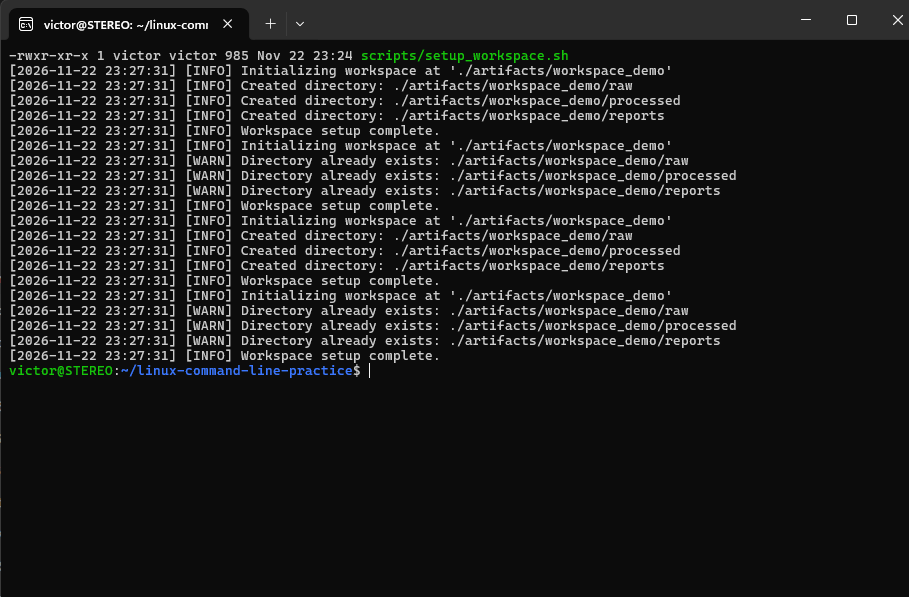 victor@STEREO: ~/linux-comm
-rwxr-xr-x 1 victor victor 985 Nov 22 23:24 scripts/setup_workspace.sh
[2026-11-22 23:27:31] [INFO] Initializing workspace at './artifacts/workspace_demo'
[2026-11-22 23:27:31] [INFO] Created directory: ./artifacts/workspace_demo/raw
[2026-11-22 23:27:31] [INFO] Created directory: ./artifacts/workspace_demo/processed
[2026-11-22 23:27:31] [INFO] Created directory: ./artifacts/workspace_demo/reports
[2026-11-22 23:27:31] [INFO] Workspace setup complete.
[2026-11-22 23:27:31] [INFO] Initializing workspace at './artifacts/workspace_demo'
[2026-11-22 23:27:31] [WARN] Directory already exists: ./artifacts/workspace_demo/raw
[2026-11-22 23:27:31] [WARN] Directory already exists: ./artifacts/workspace_demo/processed
[2026-11-22 23:27:31] [WARN] Directory already exists: ./artifacts/workspace_demo/reports
[2026-11-22 23:27:31] [INFO] Workspace setup complete.
[2026-11-22 23:27:31] [INFO] Initializing workspace at './artifacts/workspace_demo'
[2026-11-22 23:27:31] [INFO] Created directory: ./artifacts/workspace_demo/raw
[2026-11-22 23:27:31] [INFO] Created directory: ./artifacts/workspace_demo/processed
[2026-11-22 23:27:31] [INFO] Created directory: ./artifacts/workspace_demo/reports
[2026-11-22 23:27:31] [INFO] Workspace setup complete.
[2026-11-22 23:27:31] [INFO] Initializing workspace at './artifacts/workspace_demo'
[2026-11-22 23:27:31] [WARN] Directory already exists: ./artifacts/workspace_demo/raw
[2026-11-22 23:27:31] [WARN] Directory already exists: ./artifacts/workspace_demo/processed
[2026-11-22 23:27:31] [WARN] Directory already exists: ./artifacts/workspace_demo/reports
[2026-11-22 23:27:31] [INFO] Workspace setup complete.
victor@STEREO:~/linux-command-line-practice$